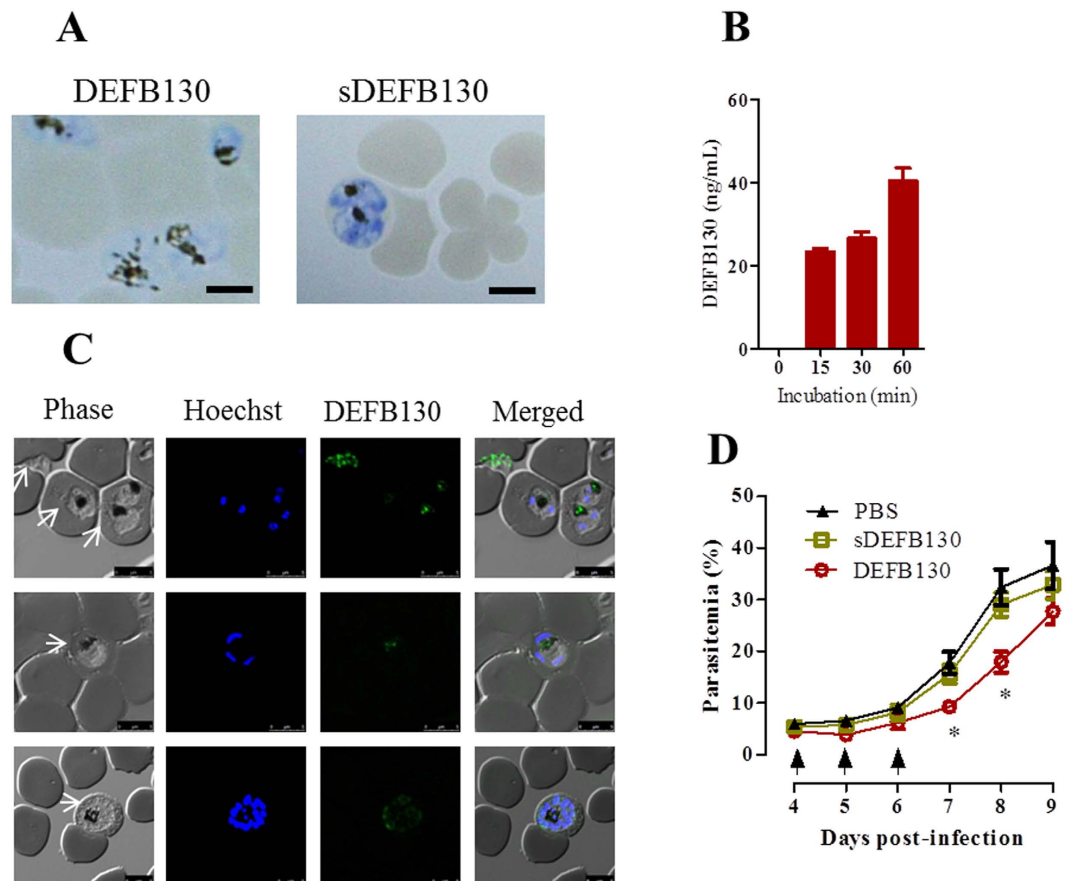 A
DEFB130
sDEFB130
B
60
40
20
0
DEFB130 (ng/mL)
0 15 30 60
Incubation (min)
C
Phase Hoechst DEFB130 Merged
D
50
40
30
20
10
0
Parasitemia (%)
PBS
sDEFB130
DEFB130
*
*
4 5 6 7 8 9
Days post-infection